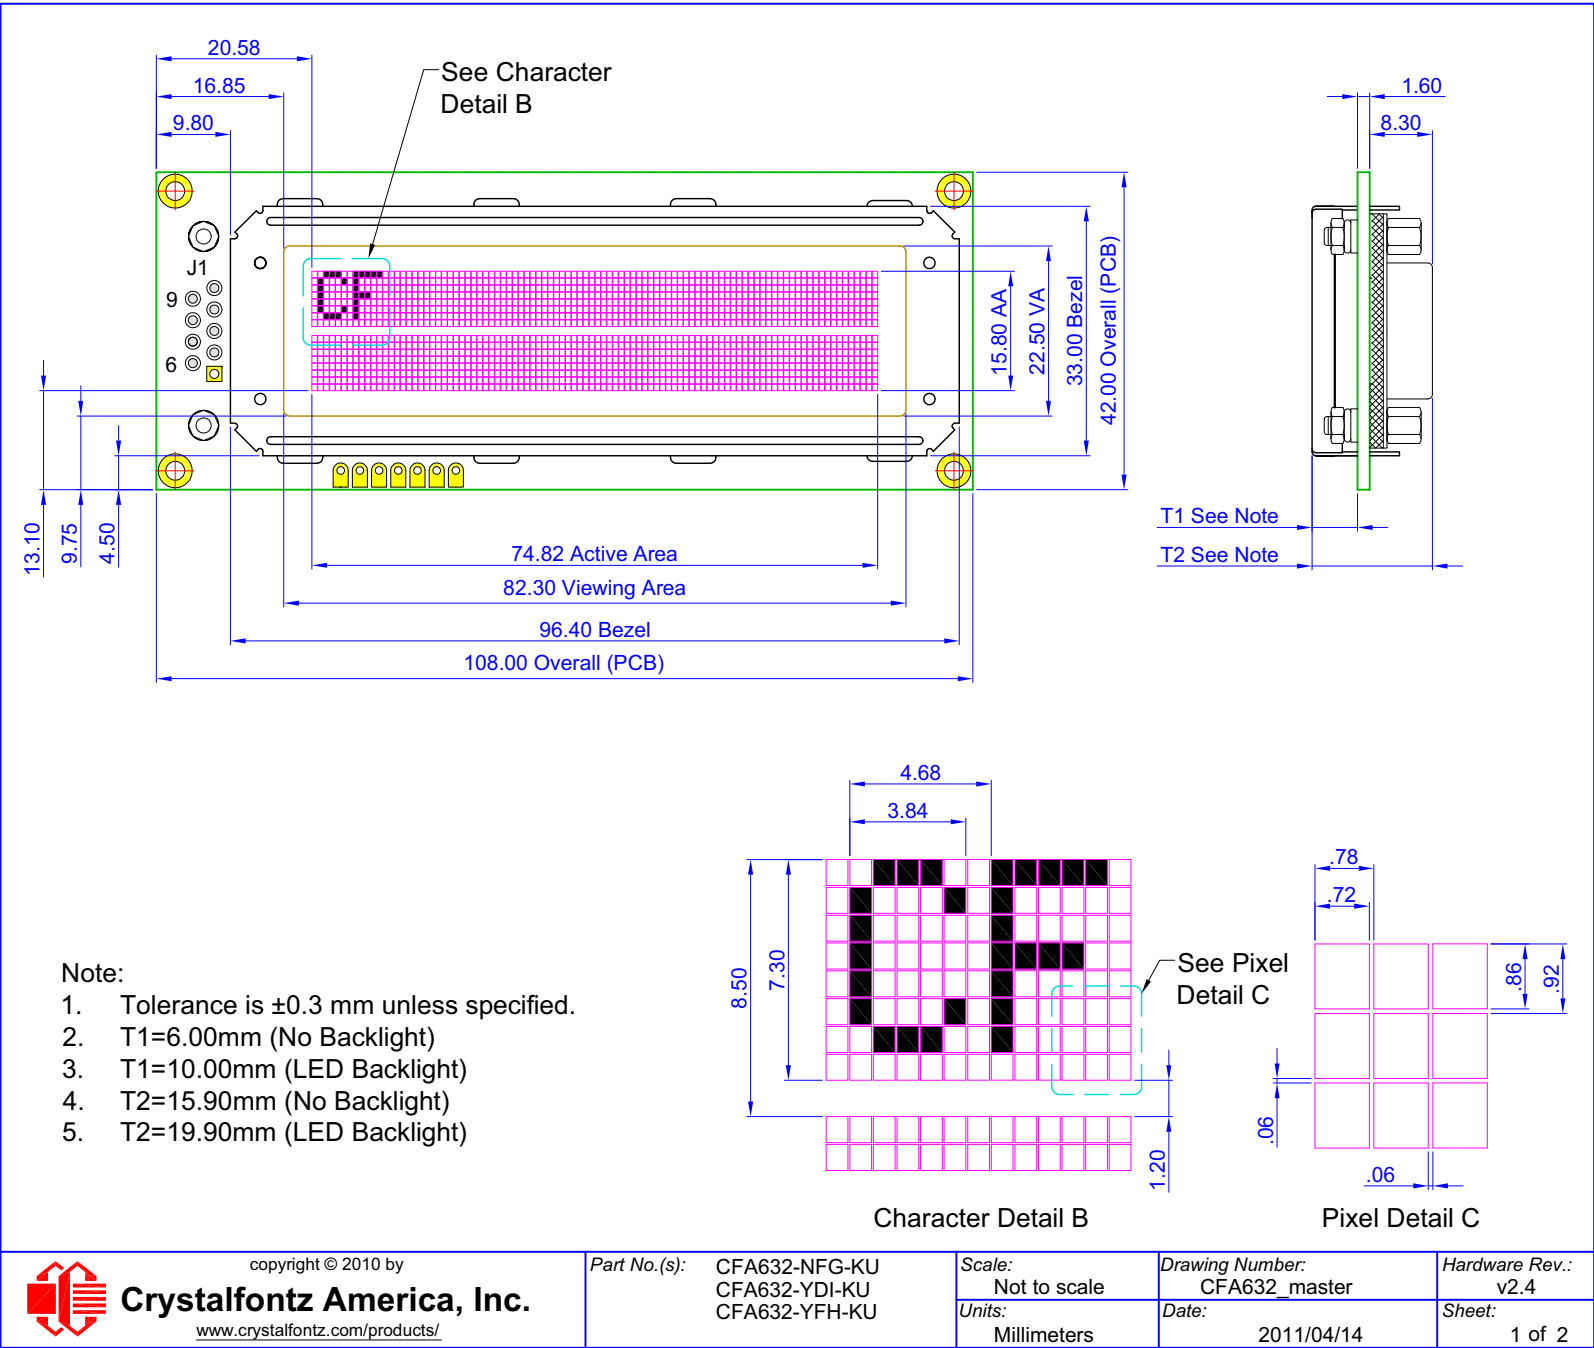 20.58
16.85
9.80
See Character
Detail B
1.60
8.30
J1
9
6
15.80 AA
22.50 VA
33.00 Bezel
42.00 Overall (PCB)
13.10
9.75
4.50
T1 See Note
T2 See Note
74.82 Active Area
82.30 Viewing Area
96.40 Bezel
108.00 Overall (PCB)
4.68
3.84
8.50
7.30
1.20
See Pixel
Detail C
.78
.72
.86
.92
.06
.06
Character Detail B
Pixel Detail C
Note:
1. Tolerance is ±0.3 mm unless specified.
2. T1=6.00mm (No Backlight)
3. T1=10.00mm (LED Backlight)
4. T2=15.90mm (No Backlight)
5. T2=19.90mm (LED Backlight)
copyright © 2010 by
Crystalfontz America, Inc.
www.crystalfontz.com/products/
Part No.(s):
CFA632-NFG-KU
CFA632-YDI-KU
CFA632-YFH-KU
Scale:
Not to scale
Units:
Millimeters
Drawing Number:
CFA632_master
Date:
2011/04/14
Hardware Rev.:
v2.4
Sheet:
1 of 2